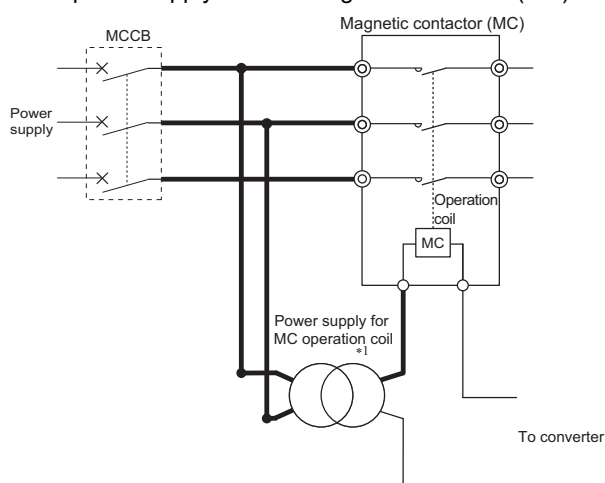 Magnetic contactor (MC)
MCCB
Power
supply
Operation
coil
MC
Power supply for
MC operation coil
*1
To converter